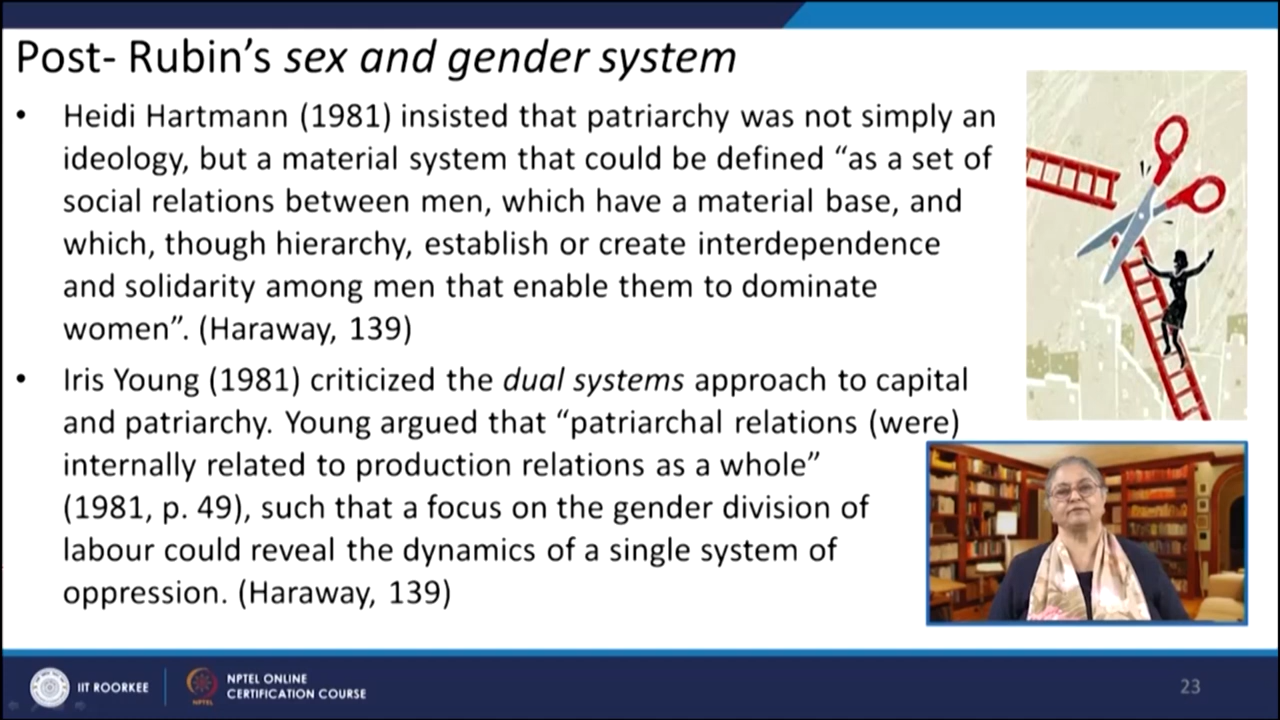 Post- Rubin’s sex and gender system
• Heidi Hartmann (1981) insisted that patriarchy was not simply an
ideology, but a material system that could be defined “as a set of
social relations between men, which have a material base, and
which, though hierarchy, establish or create interdependence
and solidarity among men that enable them to dominate
women”. (Haraway, 139)
• Iris Young (1981) criticized the dual systems approach to capital
and patriarchy. Young argued that “patriarchal relations (were)
internally related to production relations as a whole”
(1981, p. 49), such that a focus on the gender division of
labour could reveal the dynamics of a single system of
oppression. (Haraway, 139)
IIT ROORKEE
NPTEL
NPTEL ONLINE
CERTIFICATION COURSE
23